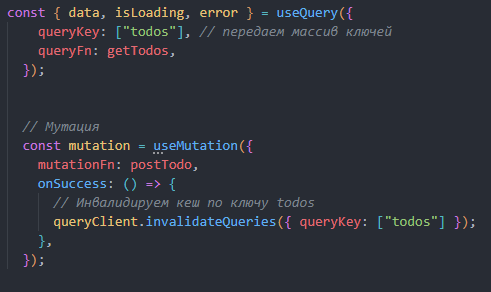 const { data, isLoading, error } = useQuery({
queryKey: ["todos"], // передаем массив ключей
queryFn: getTodos,
});
// Мутация
const mutation = useMutation({
mutationFn: postTodo,
onSuccess: () => {
// Инвалидируем кеш по ключу todos
queryClient.invalidateQueries({ queryKey: ["todos"] });
},
});